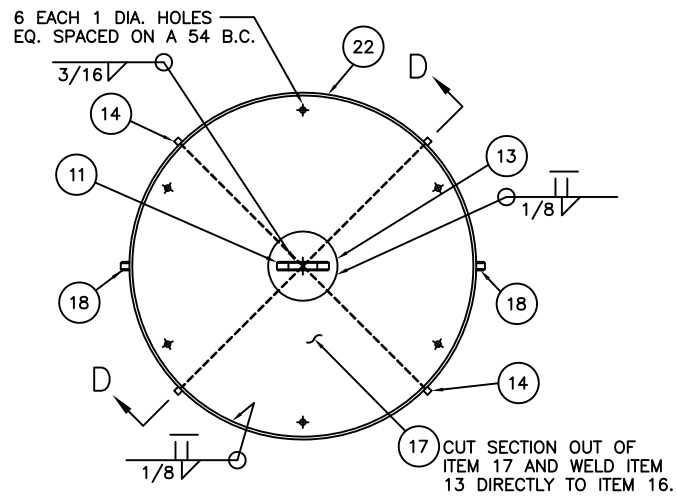 6 EACH 1 DIA. HOLES
EQ. SPACED ON A 54 B.C.
22
D
3/16
14
13
11
1/8
18
18
D
14
17
CUT SECTION OUT OF
ITEM 17 AND WELD ITEM
13 DIRECTLY TO ITEM 16.
1/8